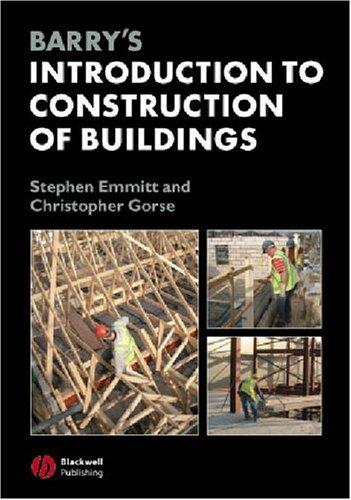 BARRY'S
INTRODUCTION TO
CONSTRUCTION
OF BUILDINGS
Stephen Emmitt and
Christopher Gorse
Blackwell
Publishing